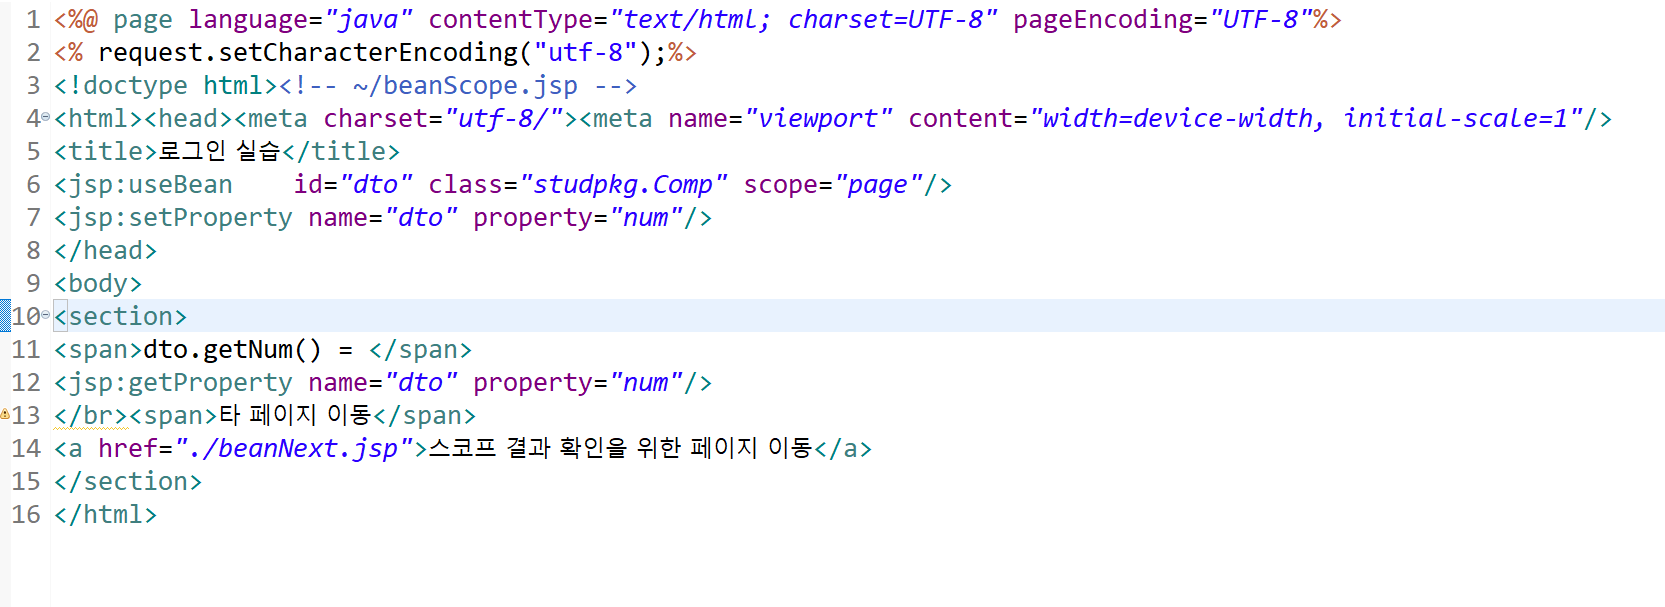 1 <%@ page language="java" contentType="text/html; charset=UTF-8" pageEncoding="UTF-8"%>
2 <% request.setCharacterEncoding("utf-8");%>
3 <!doctype html><!-- ~/beanScope.jsp -->
4 <html><head><meta charset="utf-8/"><meta name="viewport" content="width=device-width, initial-scale=1"/>
5 <title>로그인 실습</title>
6 <jsp:useBean    id="dto" class="studpkg.Comp" scope="page"/>
7 <jsp:setProperty name="dto" property="num"/>
8 </head>
9 <body>
10 <section>
11 <span>dto.getNum() = </span>
12 <jsp:getProperty name="dto" property="num"/>
13 </br><span>타 페이지 이동</span>
14 <a href="./beanNext.jsp">스코프 결과 확인을 위한 페이지 이동</a>
15 </section>
16 </html>